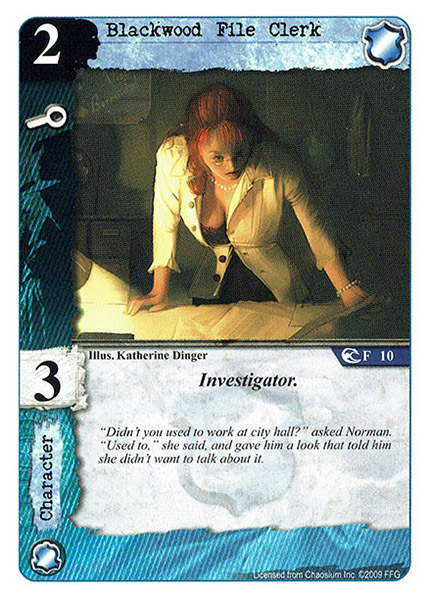 2
Blackwood File Clerk
Illus. Katherine Dinger
F 10
3
Investigator.
"Didn't you used to work at city hall?" asked Norman.
"Used to," she said, and gave him a look that told him
she didn't want to talk about it.
Character
Licensed from Chaosium Inc. ©2009 FFG